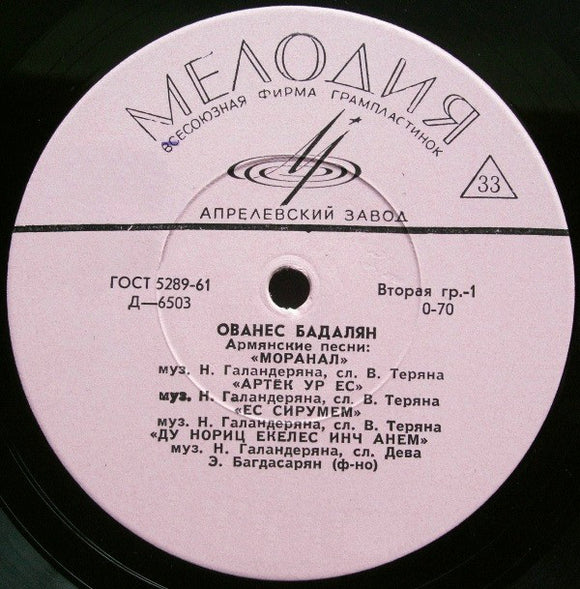 МЕЛОДИЯ
ВСЕСОЮЗНАЯ ФИРМА ГРАМПЛАСТИНОК
33
АПРЕЛЕВСКИЙ ЗАВОД
ГОСТ 5289-61
Д—6503
Вторая гр.-1
0-70
ОВАНЕС БАДАЛЯН
Армянские песни:
«МОРАНАЛ»
муз. Н. Галандеряна, сл. В. Теряна
«АРТЕК УР ЕС»
муз. Н. Галандеряна, сл. В. Теряна
«ЕС СИРУМЕМ»
муз. Н. Галандеряна, сл. В. Теряна
«ДУ НОРИЦ ЕКЕЛЕС ИНЧ АНЕМ»
муз. Н. Галандеряна, сл. Дева
Э. Багдасарян (ф-но)